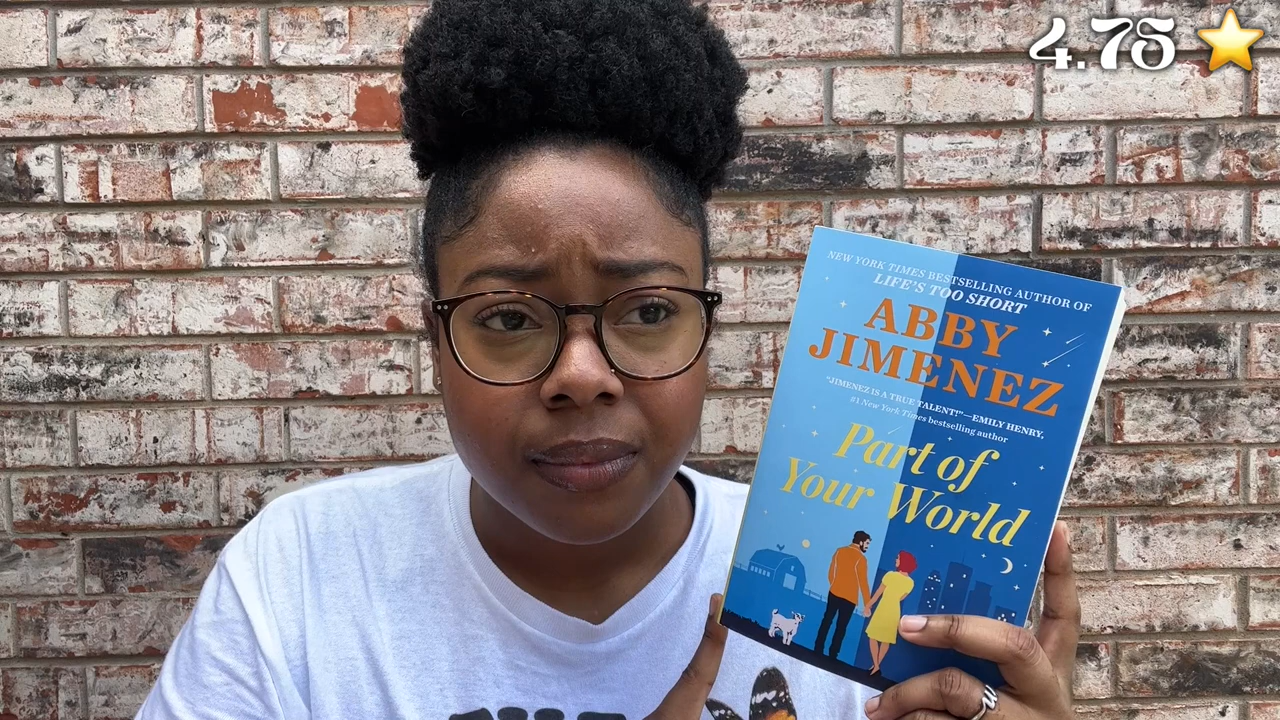 4.75
NEW YORK TIMES BESTSELLING AUTHOR OF
LIFE'S TOO SHORT
ABBY
JIMENEZ
"JIMENEZ IS A TRUE TALENT!"—EMILY HENRY,
#1 New York Times bestselling author
Part of
Your World